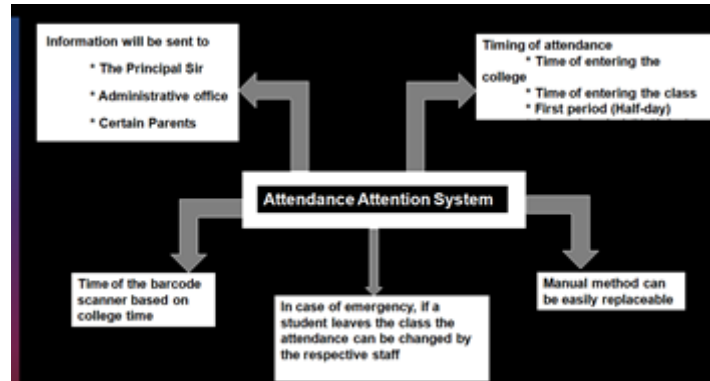 Information will be sent to
* The Principal Sir
* Administrative office
* Certain Parents
Timing of attendance
* Time of entering the
college
* Time of entering the class
* First period (Half-day)
Attendance Attention System
Time of the barcode
scanner based on
college time
In case of emergency, if a
student leaves the class the
attendance can be changed by
the respective staff
Manual method can
be easily replaceable